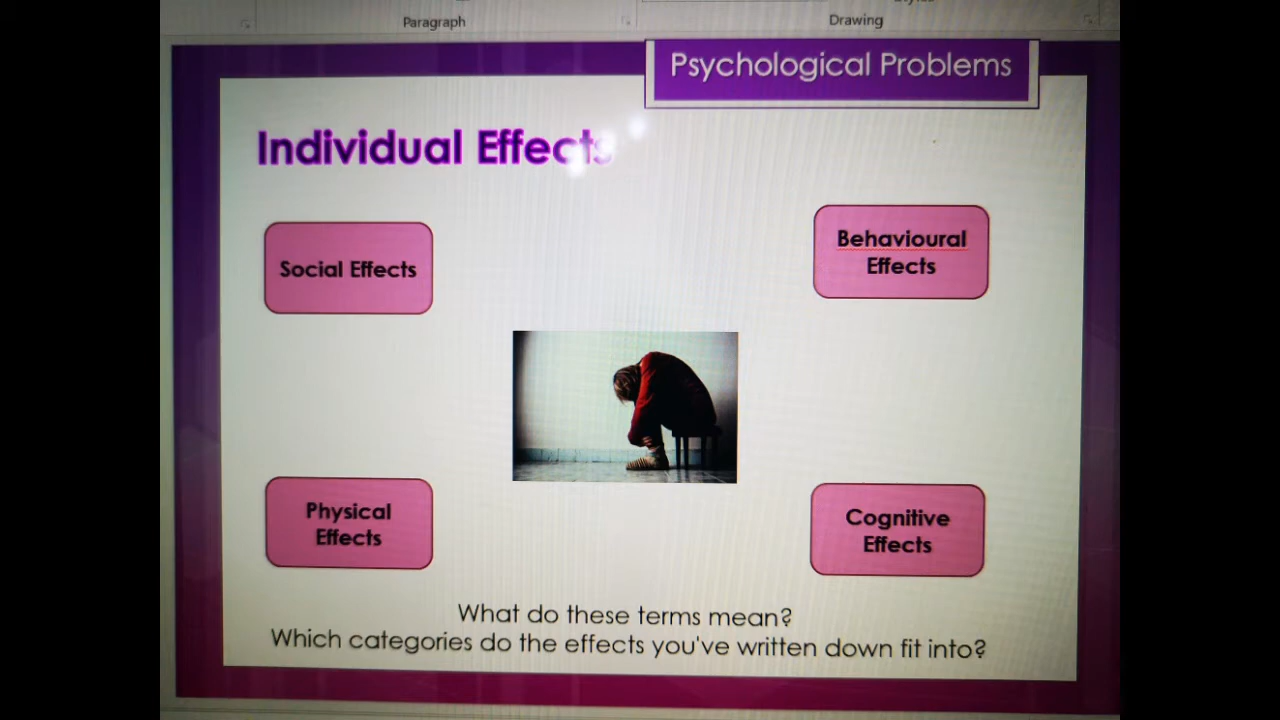 Paragraph
Drawing
Psychological Problems
Individual Effects
Social Effects
Behavioural
Effects
Physical
Effects
Cognitive
Effects
What do these terms mean?
Which categories do the effects you've written down fit into?